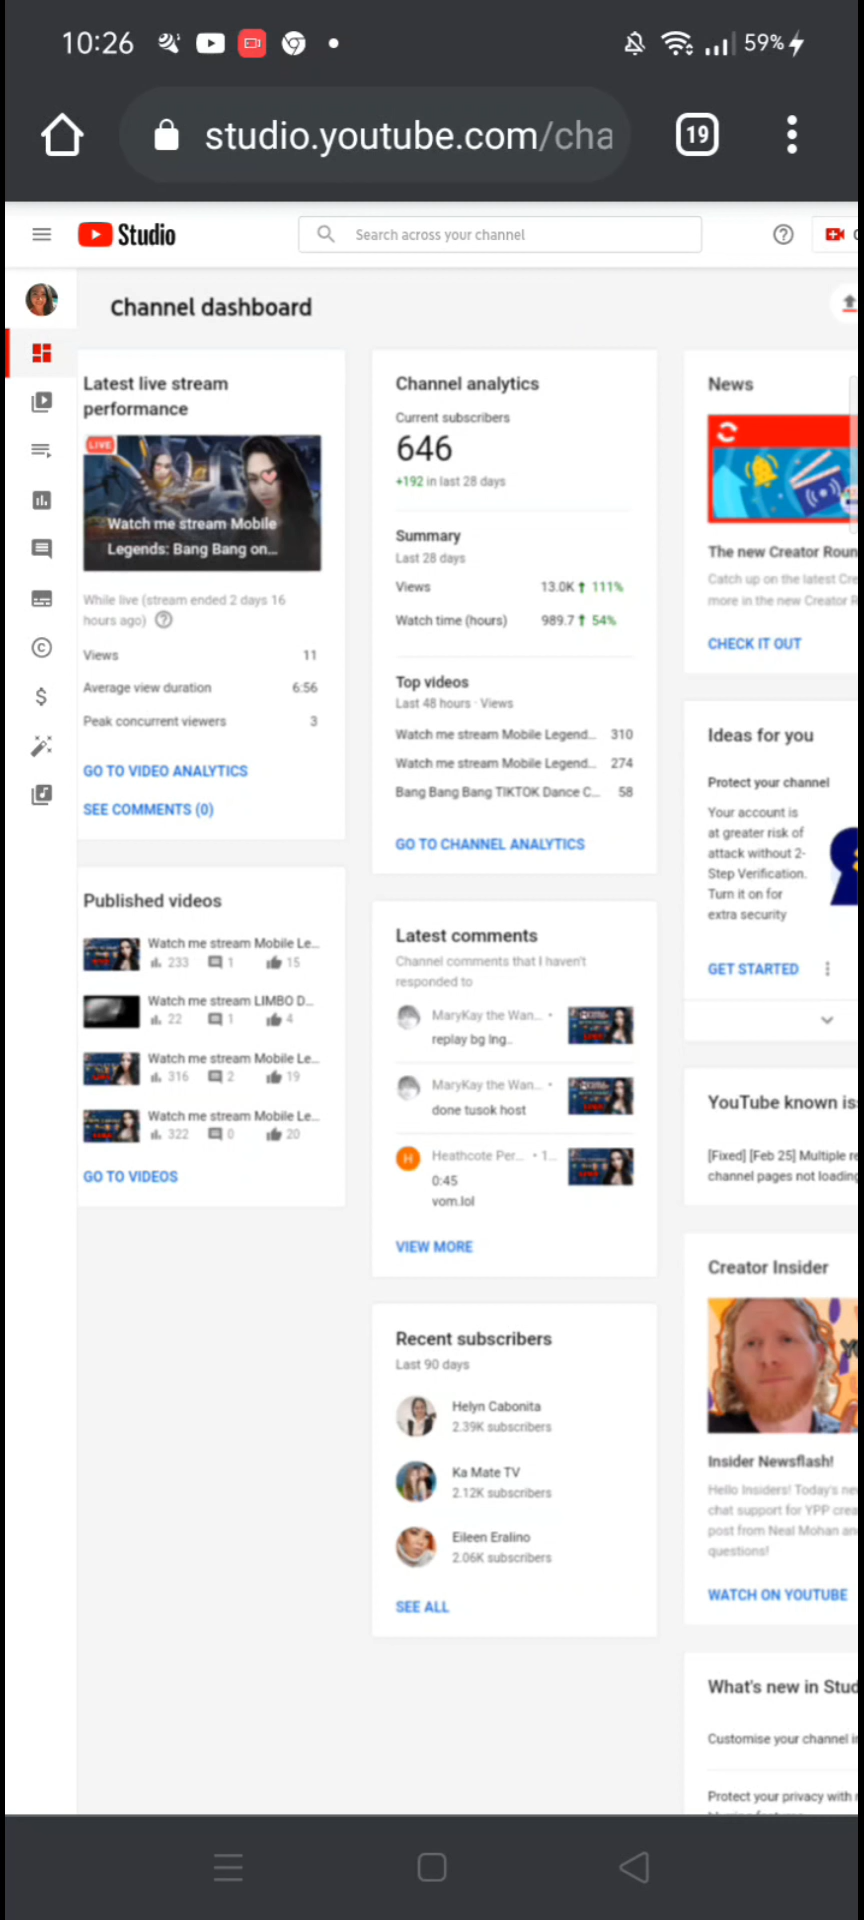 10:26
59%
studio.youtube.com/cha
19
Studio
Search across your channel
Channel dashboard
Latest live stream
performance
LIVE
Watch me stream Mobile
Legends: Bang Bang on...
While live (stream ended 2 days 16
hours ago)
Views 11
Average view duration 6:56
Peak concurrent viewers 3
GO TO VIDEO ANALYTICS
SEE COMMENTS (0)
Published videos
Watch me stream Mobile Le...
233 1 15
Watch me stream LIMBO D...
22 1 4
Watch me stream Mobile Le...
316 2 19
Watch me stream Mobile Le...
322 0 20
GO TO VIDEOS
Channel analytics
Current subscribers
646
+192 in last 28 days
Summary
Last 28 days
Views 13.0K 111%
Watch time (hours) 989.7 54%
Top videos
Last 48 hours · Views
Watch me stream Mobile Legend... 310
Watch me stream Mobile Legend... 274
Bang Bang Bang TIKTOK Dance C... 58
GO TO CHANNEL ANALYTICS
Latest comments
Channel comments that I haven't
responded to
MaryKay the Wan... •
replay bg lng..
MaryKay the Wan... •
done tusok host
H
Heathcote Per... • 1...
0:45
vom.lol
VIEW MORE
Recent subscribers
Last 90 days
Helyn Cabonita
2.39K subscribers
Ka Mate TV
2.12K subscribers
Eileen Eralino
2.06K subscribers
SEE ALL
News
The new Creator Roun
Catch up on the latest Cre
more in the new Creator R
CHECK IT OUT
Ideas for you
Protect your channel
Your account is
at greater risk of
attack without 2-
Step Verification.
Turn it on for
extra security
GET STARTED
YouTube known is
[Fixed] [Feb 25] Multiple re
channel pages not loading
Creator Insider
Insider Newsflash!
Hello Insiders! Today's ne
chat support for YPP crea
post from Neal Mohan an
questions!
WATCH ON YOUTUBE
What's new in Stud
Customise your channel i
Protect your privacy with